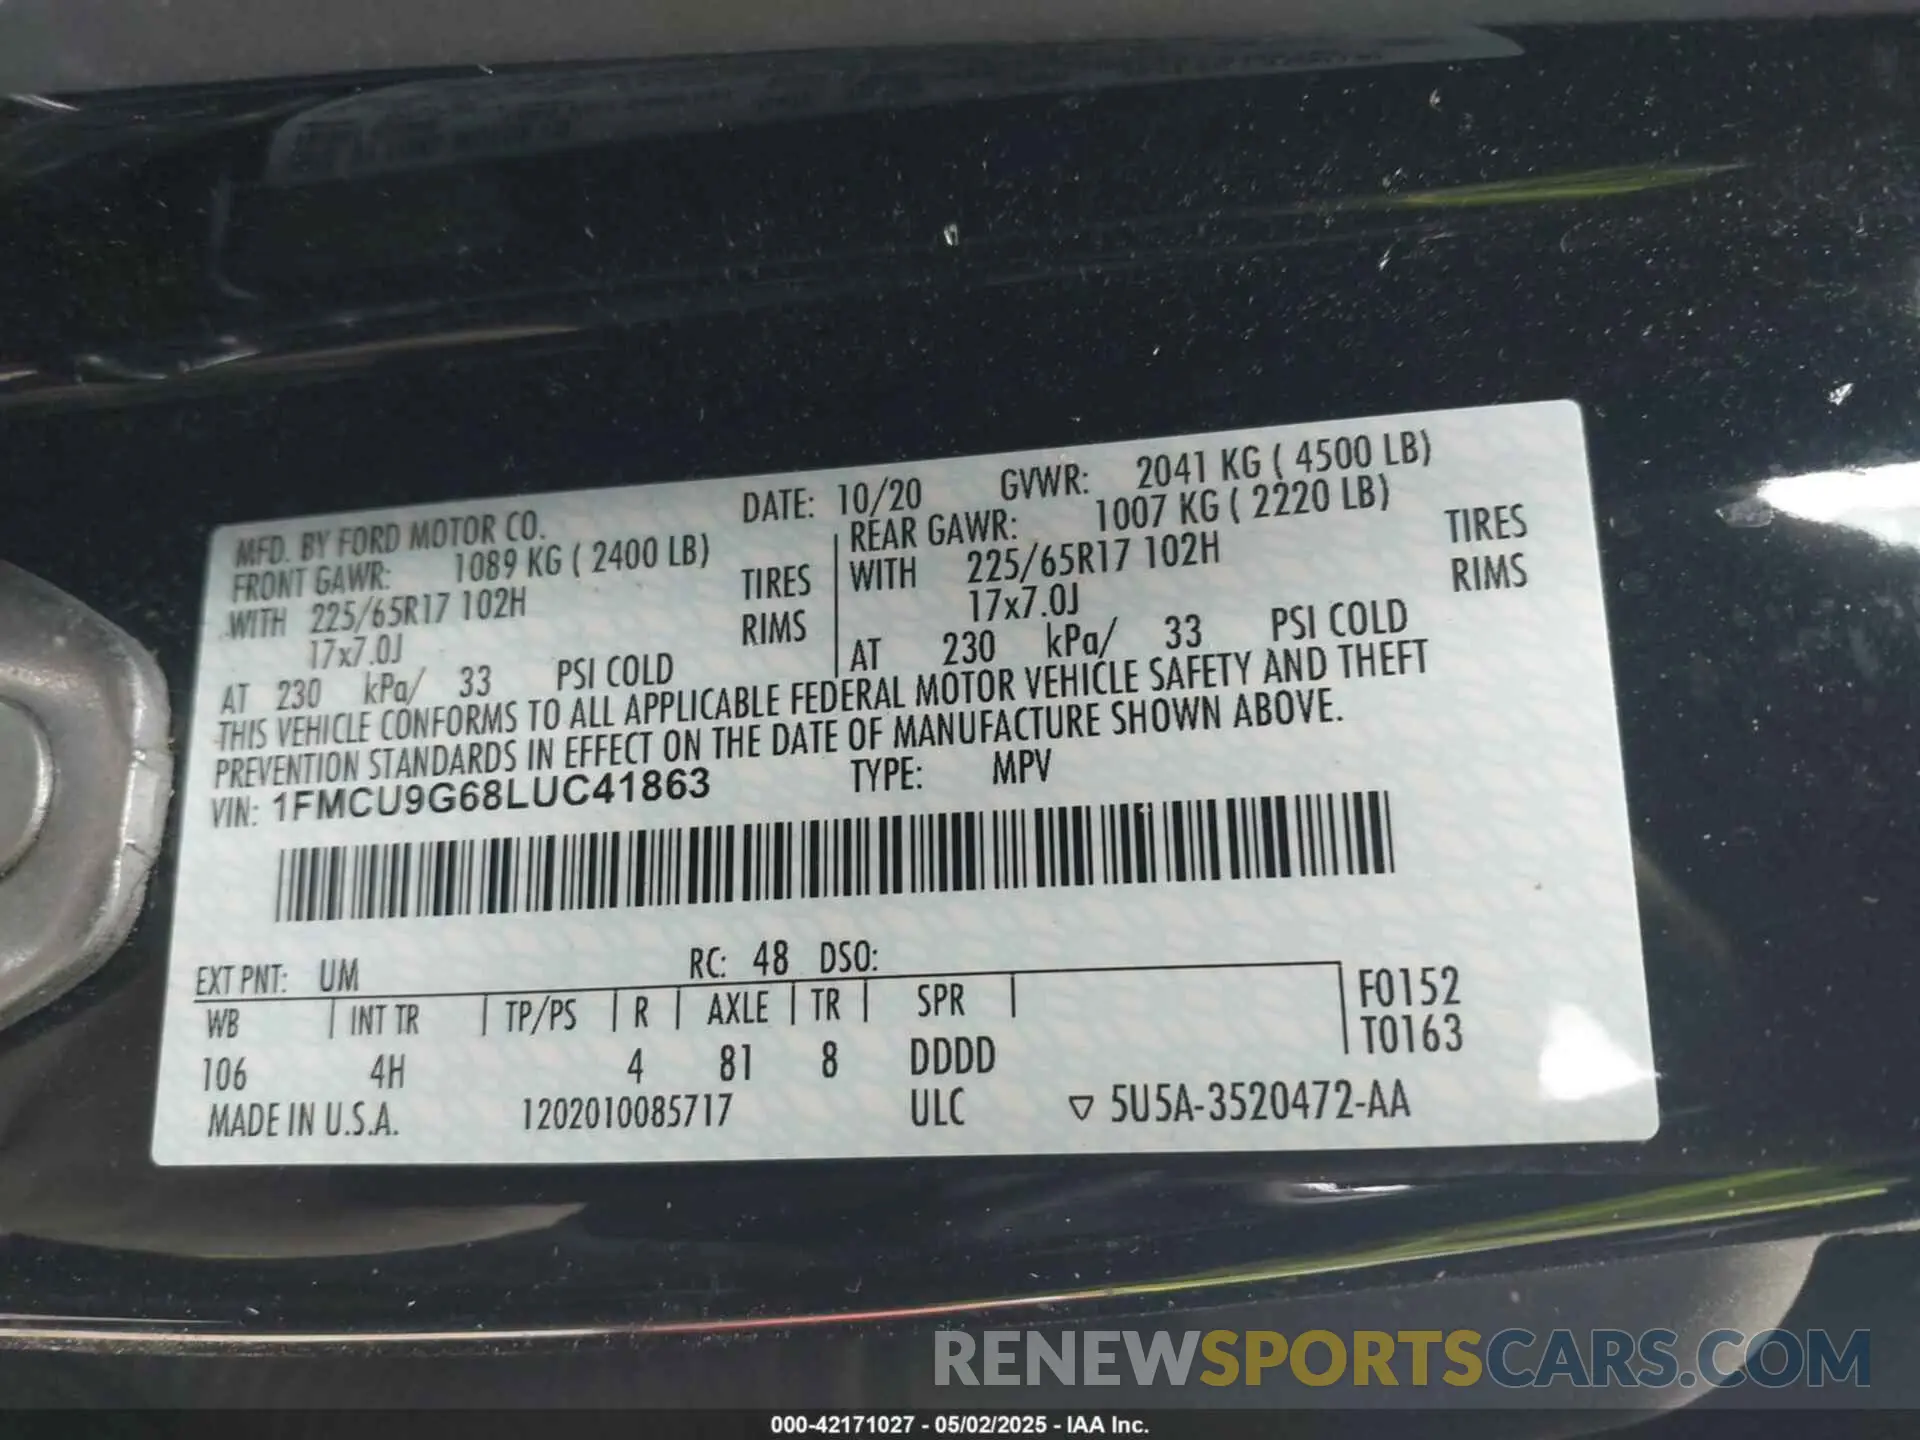 MFD. BY FORD MOTOR CO. DATE: 10/20 GVWR: 2041 KG ( 4500 LB)
FRONT GAWR: 1089 KG ( 2400 LB) REAR GAWR: 1007 KG ( 2220 LB)
WITH 225/65R17 102H TIRES WITH 225/65R17 102H TIRES
17x7.0J RIMS 17x7.0J RIMS
AT 230 kPa/ 33 PSI COLD AT 230 kPa/ 33 PSI COLD
THIS VEHICLE CONFORMS TO ALL APPLICABLE FEDERAL MOTOR VEHICLE SAFETY AND THEFT
PREVENTION STANDARDS IN EFFECT ON THE DATE OF MANUFACTURE SHOWN ABOVE.
VIN: 1FMCU9G68LUC41863 TYPE: MPV
EXT PNT: UM RC: 48 DSO:
WB INT TR TP/PS R AXLE TR SPR F0152
T0163
106 4H 4 81 8 DDDD
MADE IN U.S.A. 1202010085717 ULC ▽ 5U5A-3520472-AA
RENEWSPORTSCARS.COM
000-42171027 - 05/02/2025 - IAA Inc.